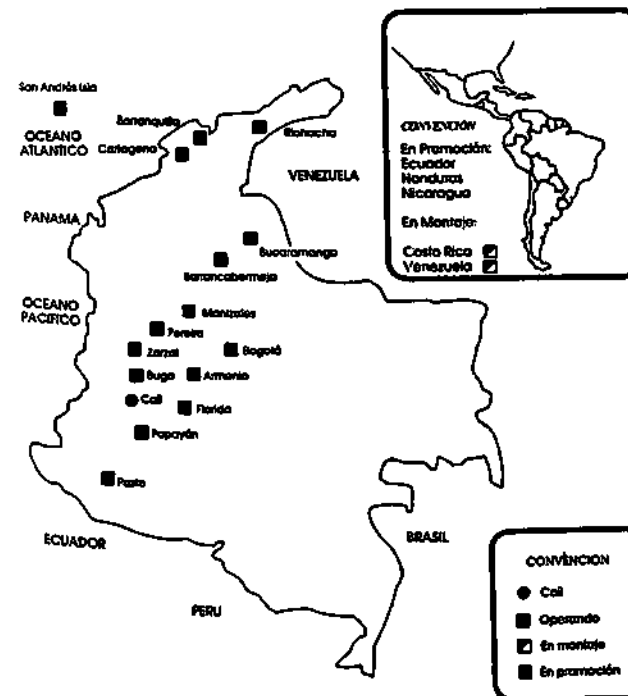 San Andrés Isla
OCEANO
ATLANTICO
Barranquilla
Cartagena
Riohacha
VENEZUELA
PANAMA
Bucaramanga
Barrancabermeja
OCEANO
PACIFICO
Manizales
Pereira
Zarzal
Bogotá
Buga
Armenia
Cali
Florida
Popayán
Pasto
ECUADOR
BRASIL
PERU
CONVENCIÓN
En Promoción:
Ecuador
Honduras
Nicaragua
En Montaje:
Costa Rica
Venezuela
CONVENCION
Cali
Operando
En montaje
En promoción